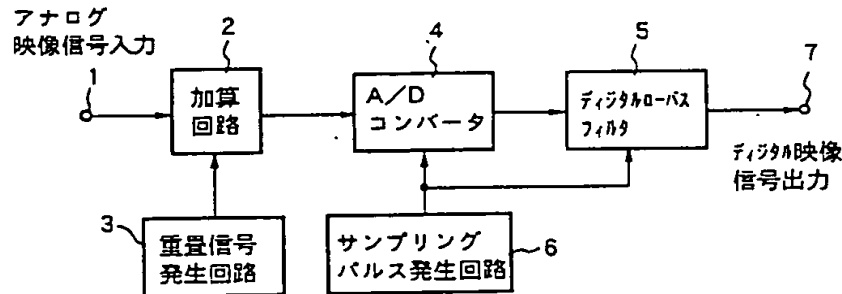 アナログ
映像信号入力
1
2
加算
回路
3
重畳信号
発生回路
4
A/D
コンバータ
5
ディジタルローパス
フィルタ
6
サンプリング
パルス発生回路
7
ディジタル映像
信号出力